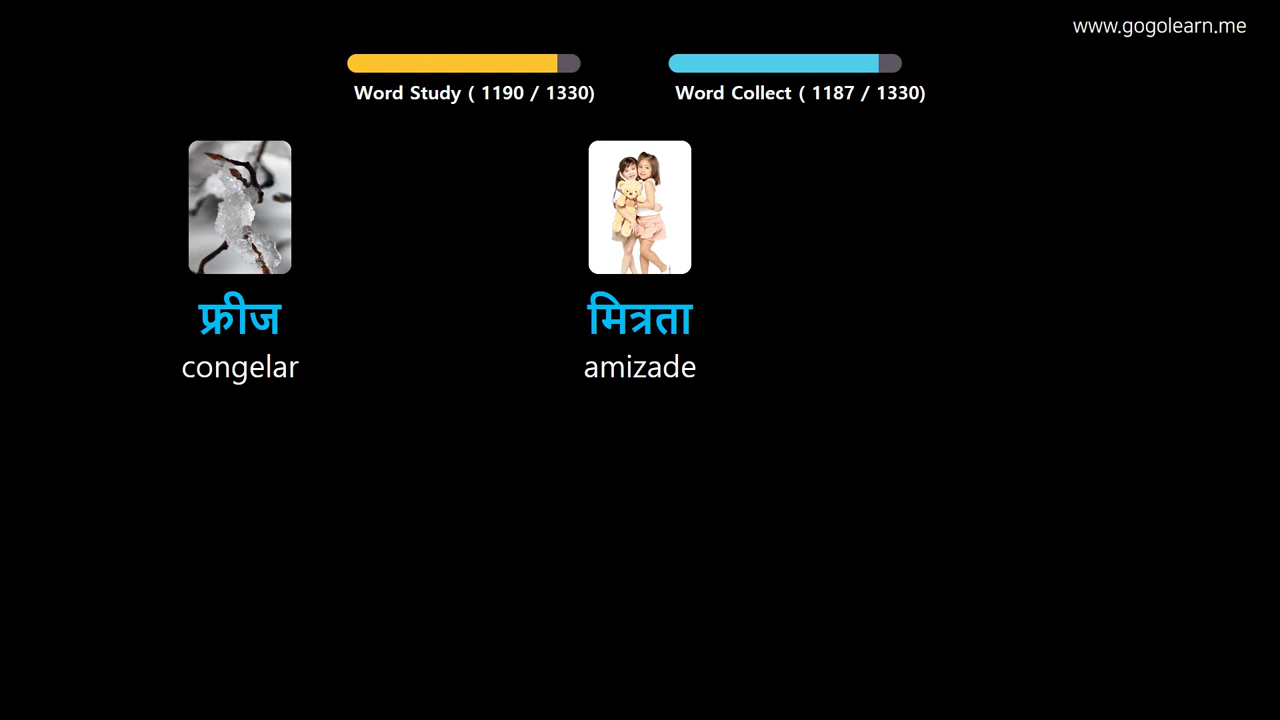 www.gogolearn.me
Word Study ( 1190 / 1330)
Word Collect ( 1187 / 1330)
फ्रीज
congelar
मित्रता
amizade